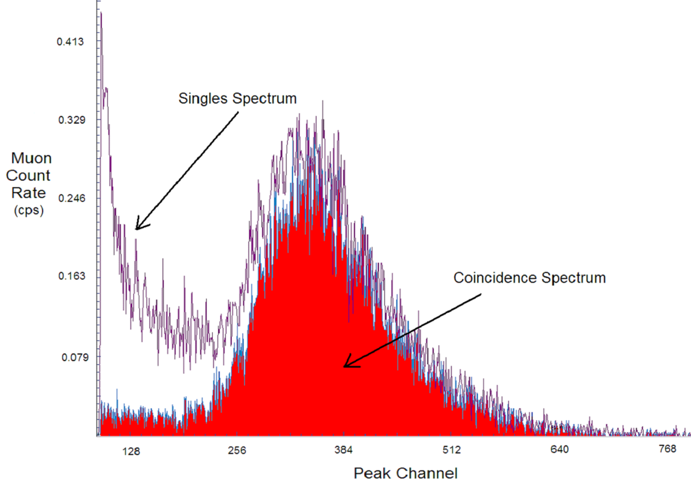 0.413
Singles Spectrum
0.329
Muon
Count
Rate
(cps)
0.246
0.163
Coincidence Spectrum
0.079
128 256 384 512 640 768
Peak Channel